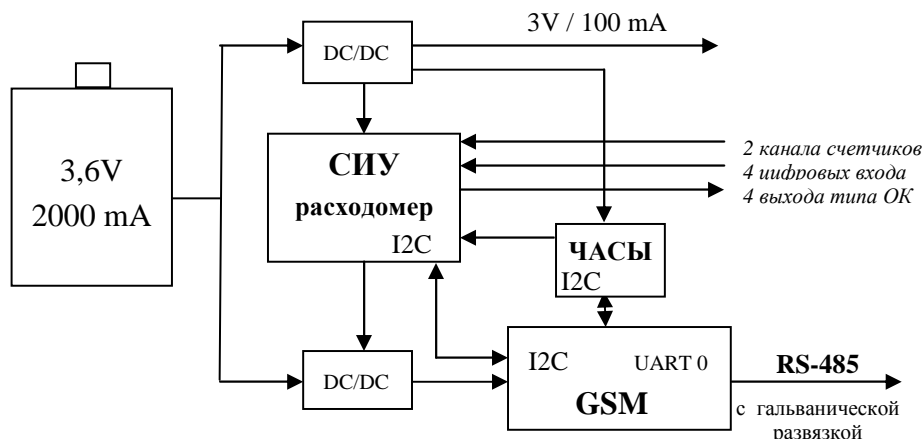 3V / 100 mA
DC/DC
3,6V
2000 mA
СИУ
расходомер
I2C
2 канала счетчиков
4 цифровых входа
4 выхода типа ОК
ЧАСЫ
I2C
DC/DC
I2C
UART 0
GSM
RS-485
с гальванической
развязкой